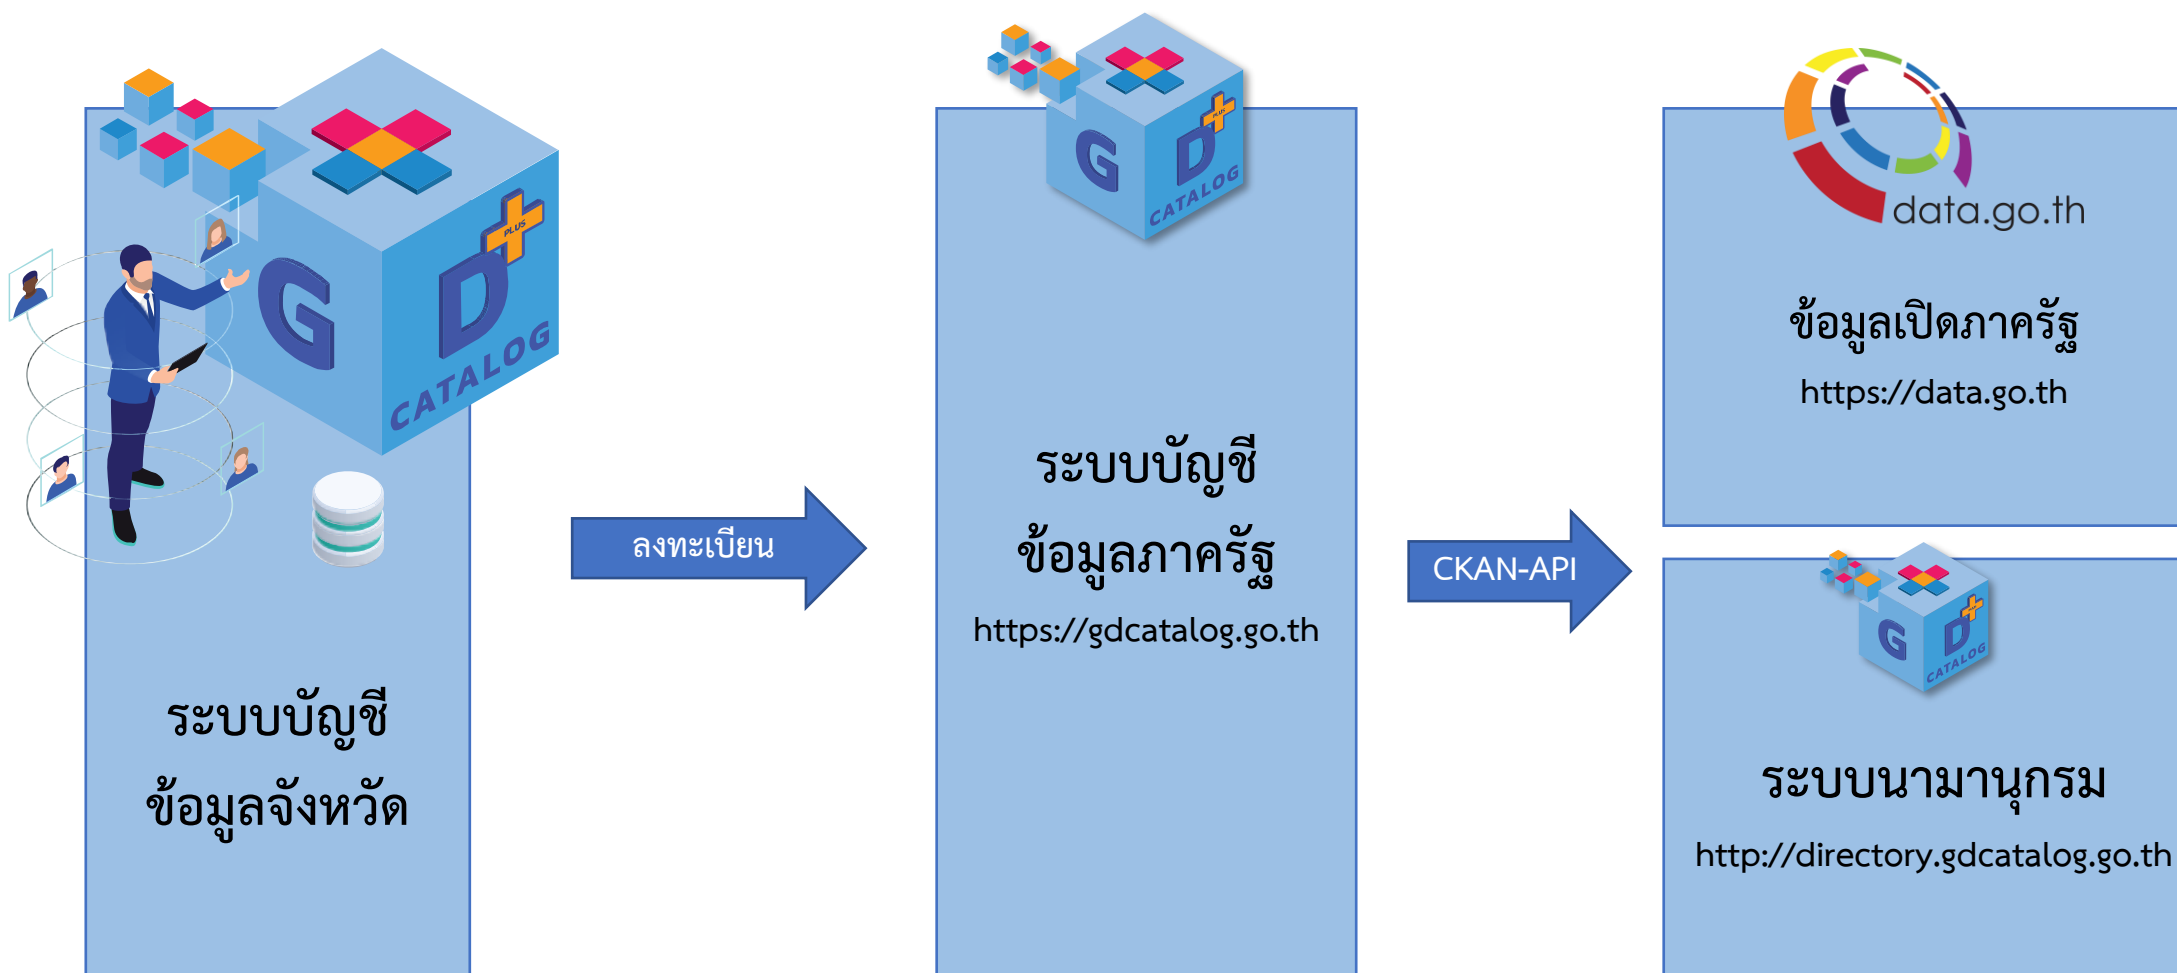 G
D
PLUS
CATALOG
ระบบบัญชี
ข้อมูลจังหวัด
ลงทะเบียน
G
D
PLUS
CATALOG
ระบบบัญชี
ข้อมูลภาครัฐ
https://gdcatalog.go.th
CKAN-API
data.go.th
ข้อมูลเปิดภาครัฐ
https://data.go.th
G
D
CATALOG
ระบบนามานุกรม
http://directory.gdcatalog.go.th